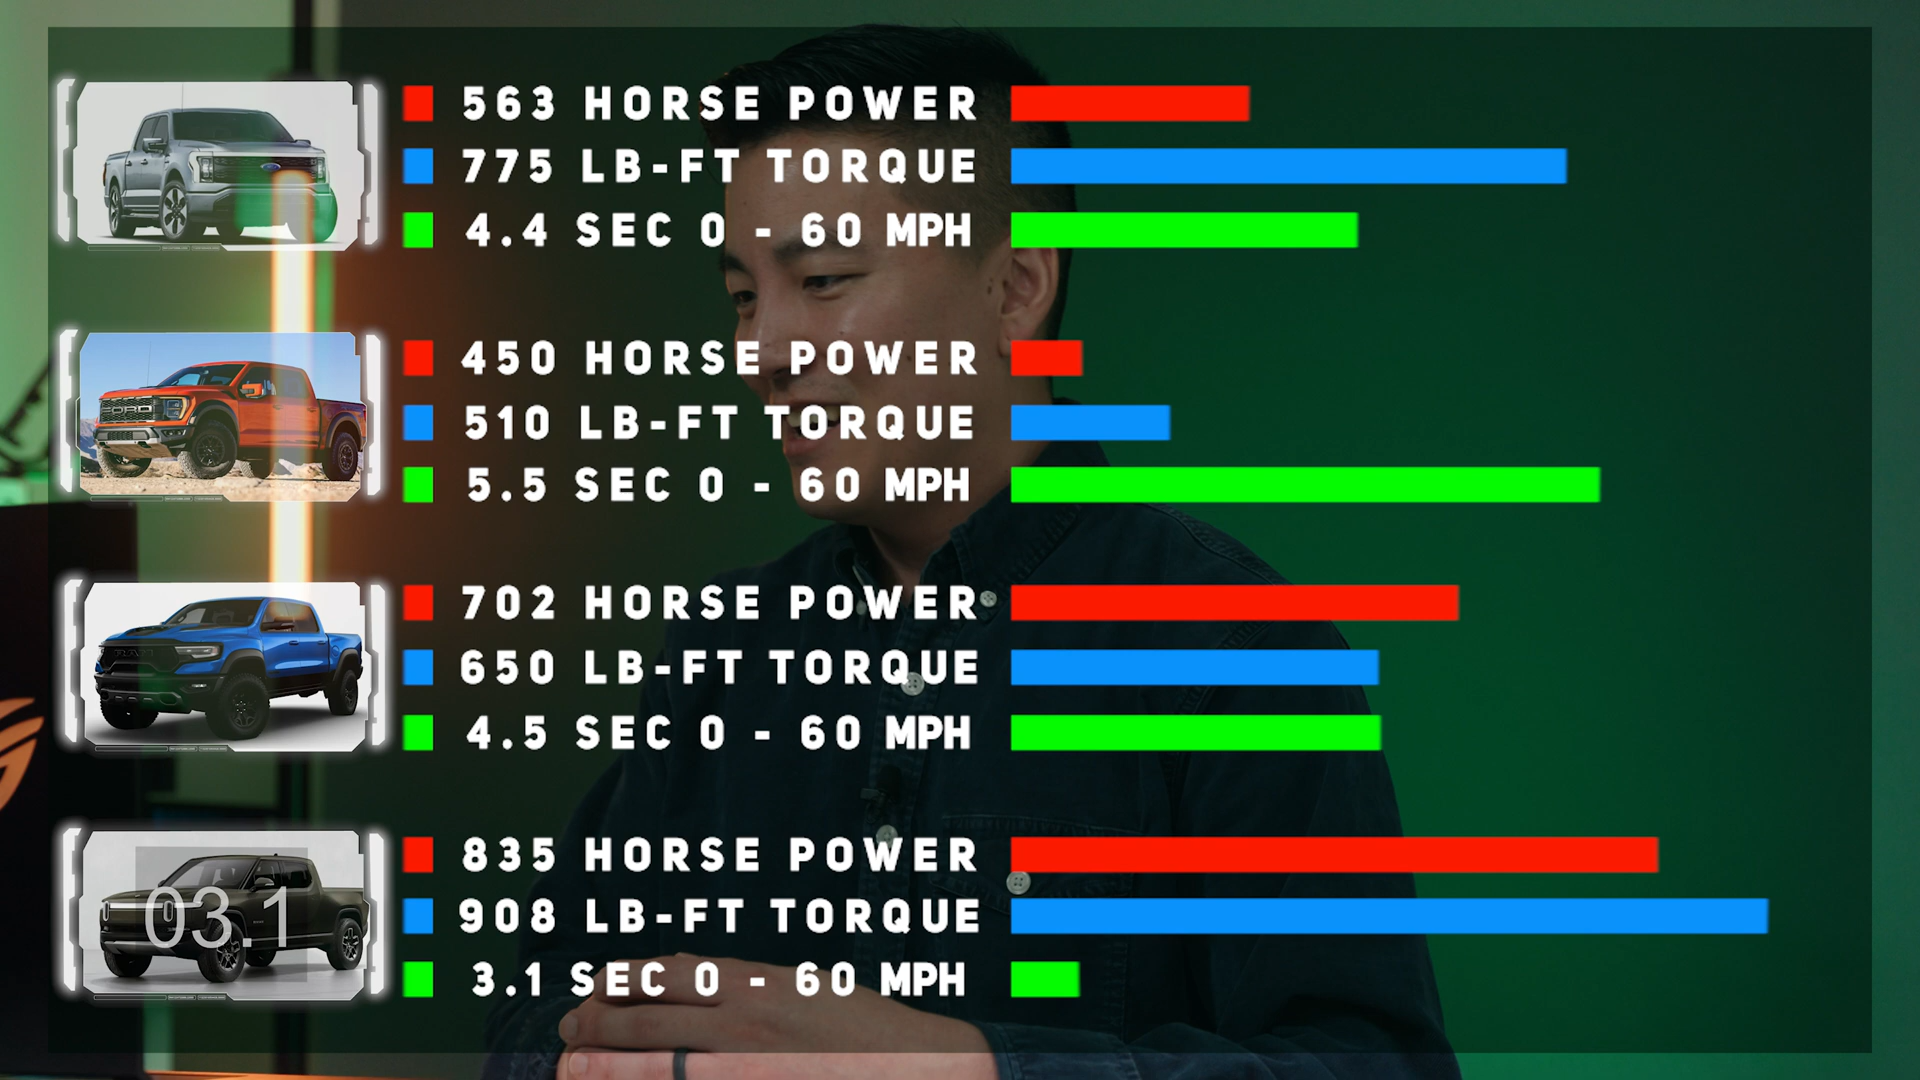 563 HORSE POWER
775 LB-FT TORQUE
4.4 SEC 0 - 60 MPH
FORD
450 HORSE POWER
510 LB-FT TORQUE
5.5 SEC 0 - 60 MPH
RAM
702 HORSE POWER
650 LB-FT TORQUE
4.5 SEC 0 - 60 MPH
03.1
835 HORSE POWER
908 LB-FT TORQUE
3.1 SEC 0 - 60 MPH